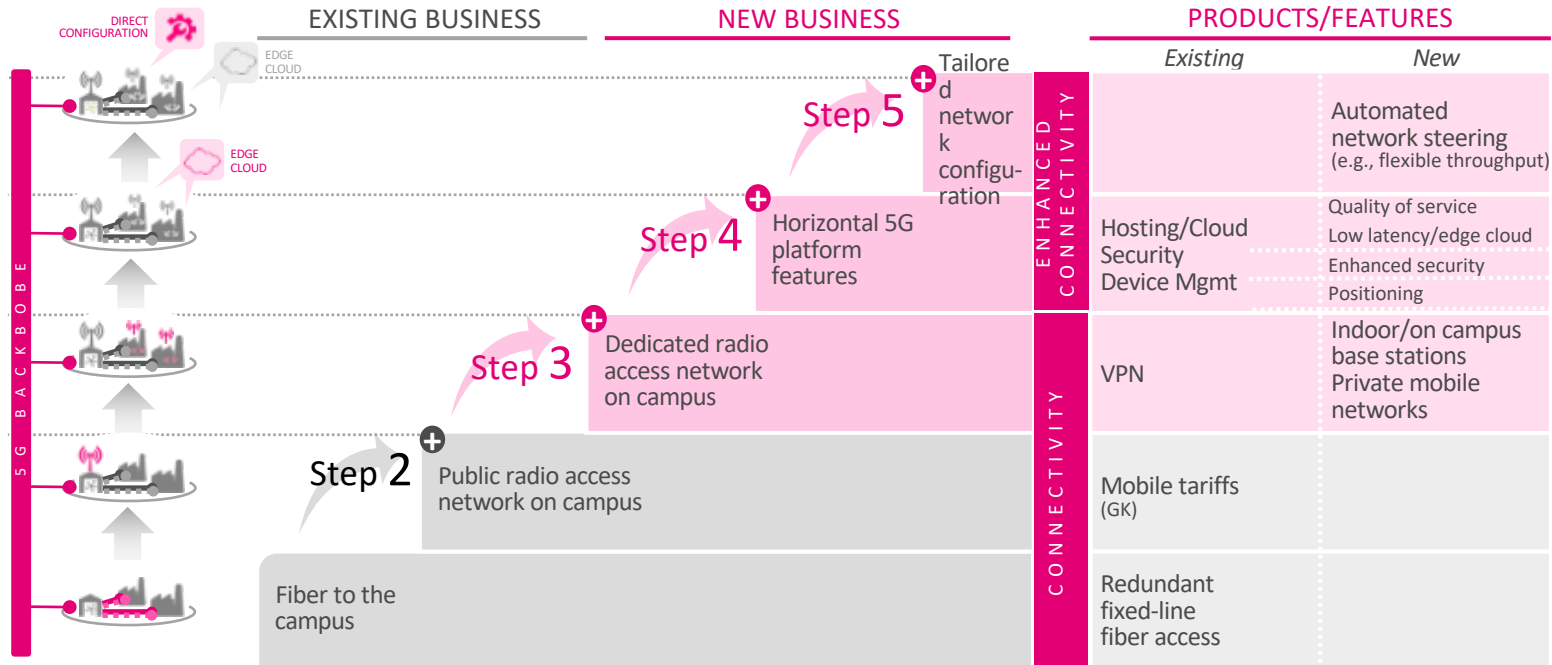 DIRECT
CONFIGURATION
EXISTING BUSINESS
NEW BUSINESS
PRODUCTS/FEATURES
EDGE
CLOUD
Existing
New
Step 5
Tailore
d
networ
k
configu-
ration
ENHANCED
CONNECTIVITY
Automated
network steering
(e.g., flexible throughput)
EDGE
CLOUD
Step 4
Horizontal 5G
platform
features
Hosting/Cloud
Security
Device Mgmt
Quality of service
Low latency/edge cloud
Enhanced security
Positioning
5G BACKBOBE
Step 3
Dedicated radio
access network
on campus
CONNECTIVITY
VPN
Indoor/on campus
base stations
Private mobile
networks
Step 2
Public radio access
network on campus
Mobile tariffs
(GK)
Fiber to the
campus
Redundant
fixed-line
fiber access